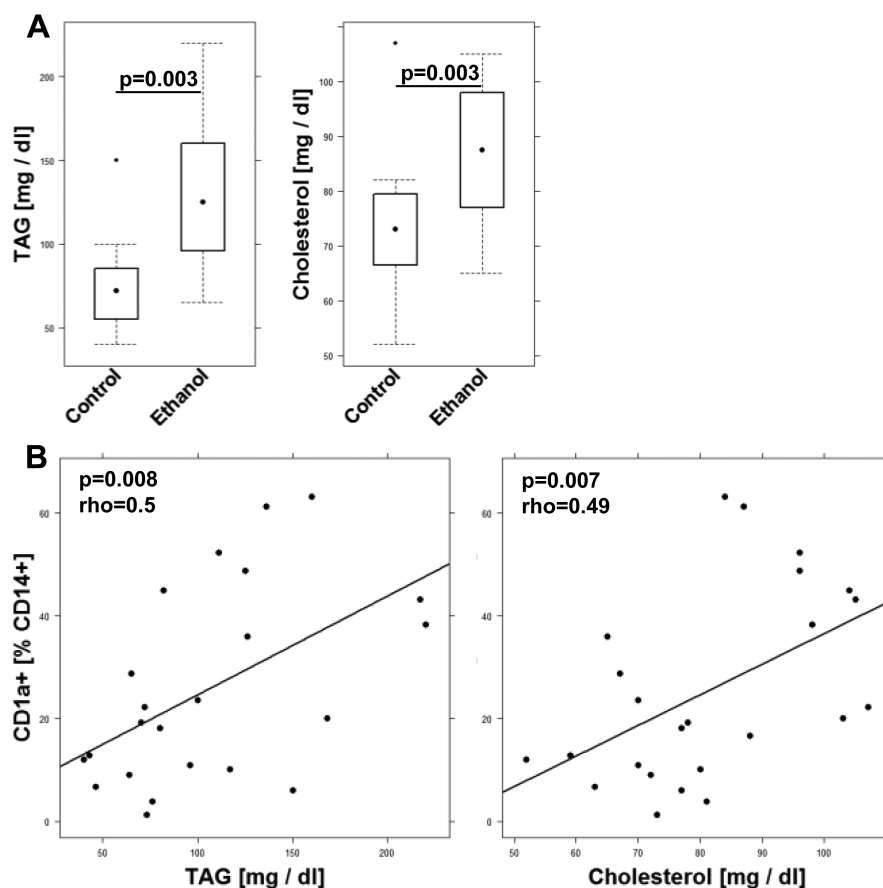 A
p=0.003
p=0.003
TAG [mg / dl]
200
150
100
50
Control
Ethanol
Cholesterol [mg / dl]
100
90
80
70
60
50
Control
Ethanol
B
p=0.008
rho=0.5
p=0.007
rho=0.49
CD1a+ [% CD14+]
60
40
20
0
50
100
150
200
TAG [mg / dl]
60
40
20
0
50
60
70
80
90
100
Cholesterol [mg / dl]